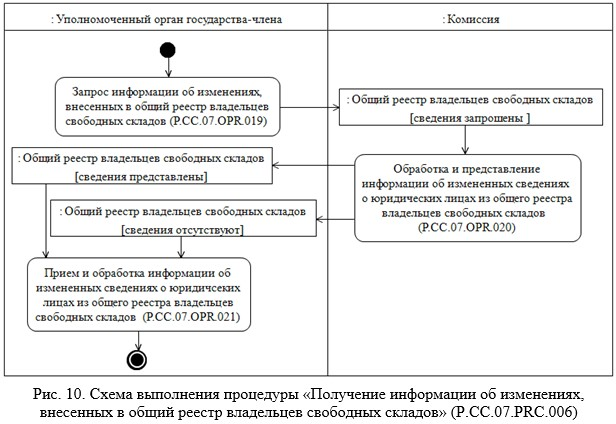 : Уполномоченный орган государства-члена
: Комиссия
Запрос информации об изменениях,
внесенных в общий реестр владельцев
свободных складов (P.CC.07.OPR.019)
: Общий реестр владельцев свободных складов
[сведения запрошены ]
: Общий реестр владельцев свободных складов
[сведения представлены]
Обработка и представление
информации об измененных сведениях
о юридических лицах из общего реестра
владельцев свободных складов
(P.CC.07.OPR.020)
: Общий реестр владельцев свободных складов
[сведения отсутствуют]
Прием и обработка информации об
измененных сведениях о юридичсеких
лицах из общего реестра владельцев
свободных складов (P.CC.07.OPR.021)
Рис. 10. Схема выполнения процедуры «Получение информации об изменениях,
внесенных в общий реестр владельцев свободных складов» (P.CC.07.PRC.006)